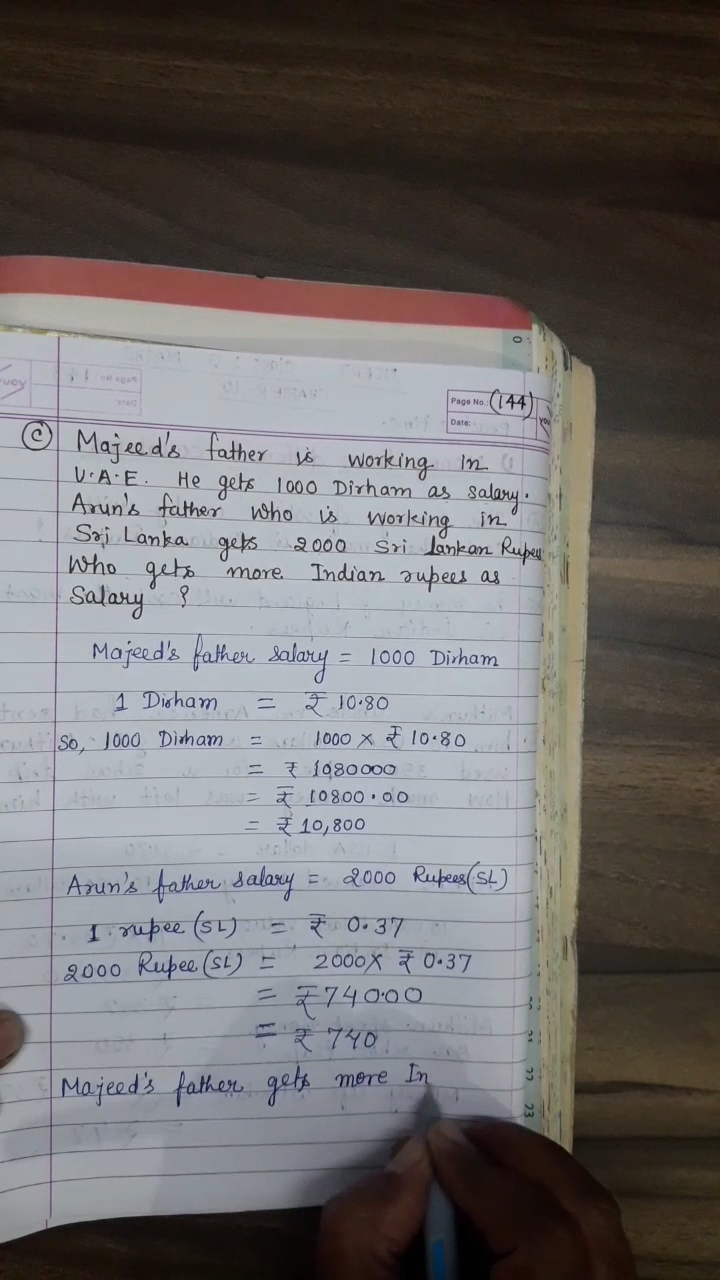 Page No.: 144
Date:
C Majeed's father is working in
U.A.E. He gets 1000 Dirham as salary.
Arun's father who is working in
Sri Lanka gets 2000 Sri Lankan Rupees
Who gets more Indian rupees as
Salary ?
Majeed's father salary = 1000 Dirham
1 Dirham = ₹ 10.80
So, 1000 Dirham = 1000 × ₹ 10.80
= ₹ 1080000
= ₹ 10800.00
= ₹ 10,800
Arun's father salary = 2000 Rupees (SL)
1 rupee (SL) = ₹ 0.37
2000 Rupee (SL) = 2000 × ₹ 0.37
= ₹ 740.00
= ₹ 740
Majeed's father gets more In